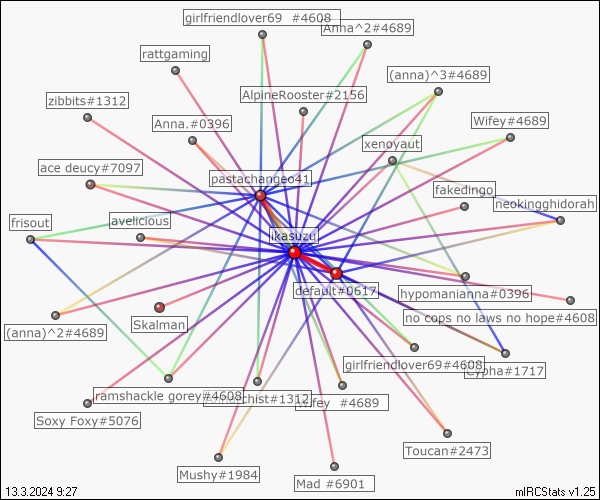 girlfriendlover69  #4608
Anna^2#4689
rattgaming
(anna)^3#4689
zibbits#1312
AlpineRooster#2156
Anna.#0396
Wifey#4689
xenoyaut
ace deucy#7097
pastachangeo41
fakedingo
neokingghidorah
frisout
avelicious
ikasuzu
default#0617
hypomanianna#0396
no cops no laws no hope#4608
(anna)^2#4689
Skalman
girlfriendlover69#4608
Cypha#1717
ramshackle gorey#4608
Wifey  #4689
Soxy Foxy#5076
Toucan#2473
Mushy#1984
Mad #6901
13.3.2024 9:27
mIRCStats v1.25